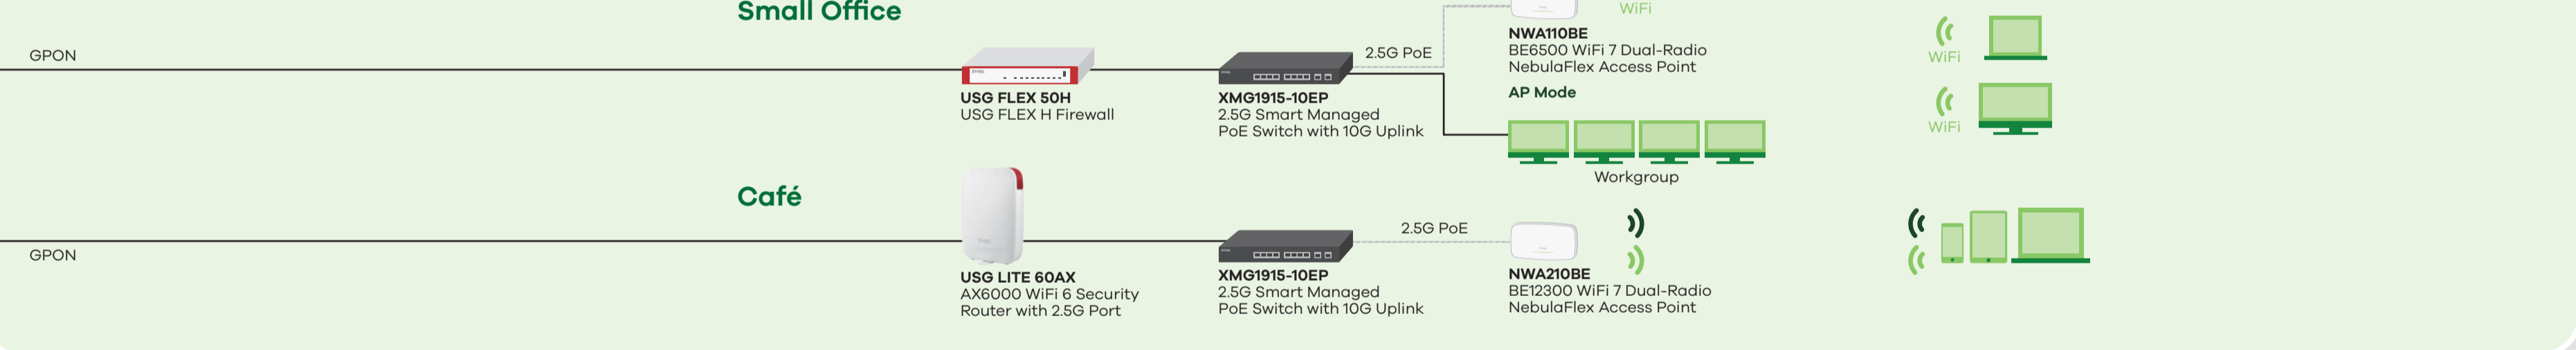 Small Office
GPON
USG FLEX 50H
USG FLEX H Firewall
XMG1915-10EP
2.5G Smart Managed
PoE Switch with 10G Uplink
2.5G PoE
WiFi
NWA110BE
BE6500 WiFi 7 Dual-Radio
NebulaFlex Access Point
AP Mode
Workgroup
WiFi
WiFi
Café
GPON
USG LITE 60AX
AX6000 WiFi 6 Security
Router with 2.5G Port
XMG1915-10EP
2.5G Smart Managed
PoE Switch with 10G Uplink
2.5G PoE
NWA210BE
BE12300 WiFi 7 Dual-Radio
NebulaFlex Access Point